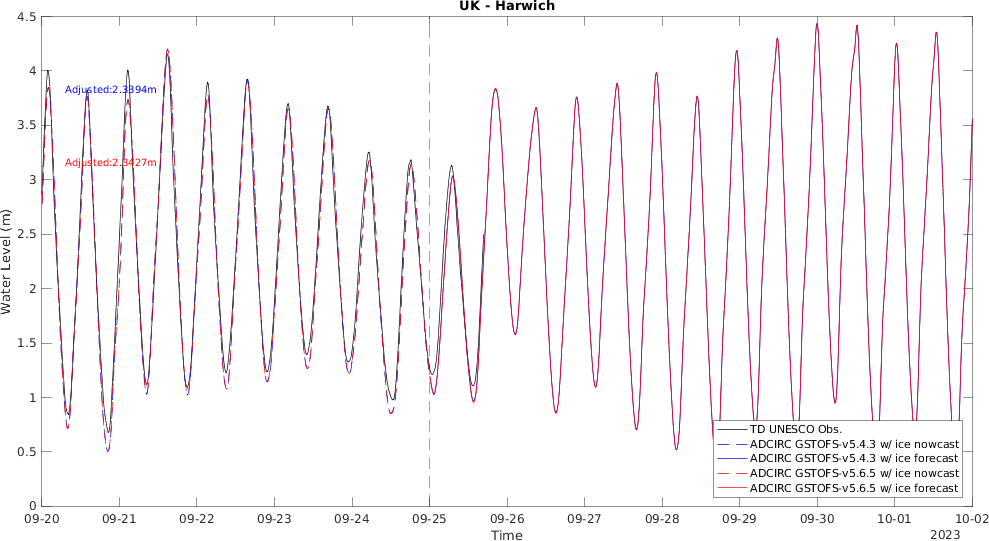 UK - Harwich
4.5
4
3.5
3
2.5
2
1.5
1
0.5
0
Water Level (m)
Adjusted:2.3394m
Adjusted:2.3427m
TD UNESCO Obs.
ADCIRC GSTOFS-v5.4.3 w/ ice nowcast
ADCIRC GSTOFS-v5.4.3 w/ ice forecast
ADCIRC GSTOFS-v5.6.5 w/ ice nowcast
ADCIRC GSTOFS-v5.6.5 w/ ice forecast
09-20 09-21 09-22 09-23 09-24 09-25 09-26 09-27 09-28 09-29 09-30 10-01 10-02
Time
2023